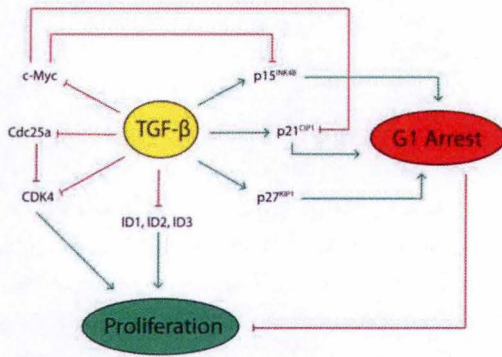 c-Myc
p15INK4B
Cdc25a
TGF-β
p21CIP1
G1 Arrest
CDK4
p27KIP1
ID1, ID2, ID3
Proliferation